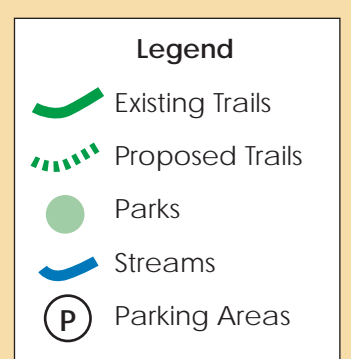 Legend
Existing Trails
Proposed Trails
Parks
Streams
P Parking Areas